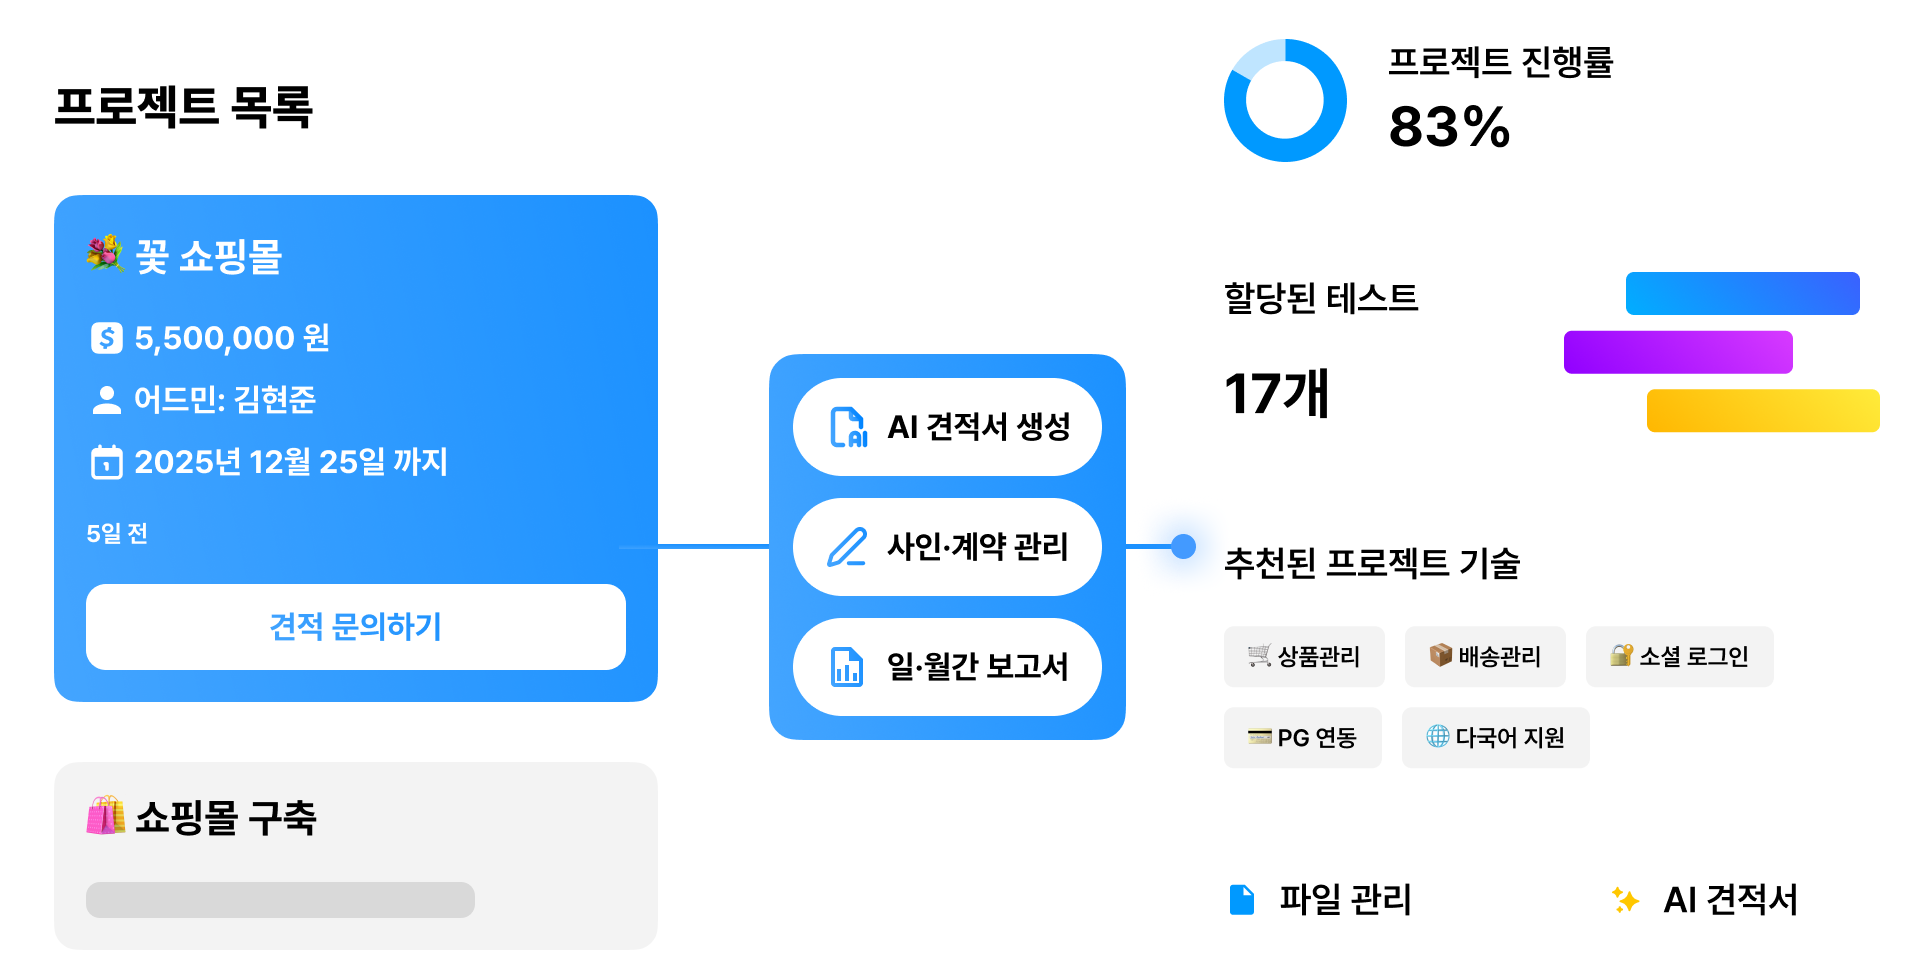 프로젝트 목록
꽃 쇼핑몰
5,500,000 원
어드민: 김현준
2025년 12월 25일 까지
5일 전
견적 문의하기
쇼핑몰 구축
AI 견적서 생성
사인·계약 관리
일·월간 보고서
프로젝트 진행률
83%
할당된 테스트
17개
추천된 프로젝트 기술
상품관리
배송관리
소셜 로그인
PG 연동
다국어 지원
파일 관리
AI 견적서